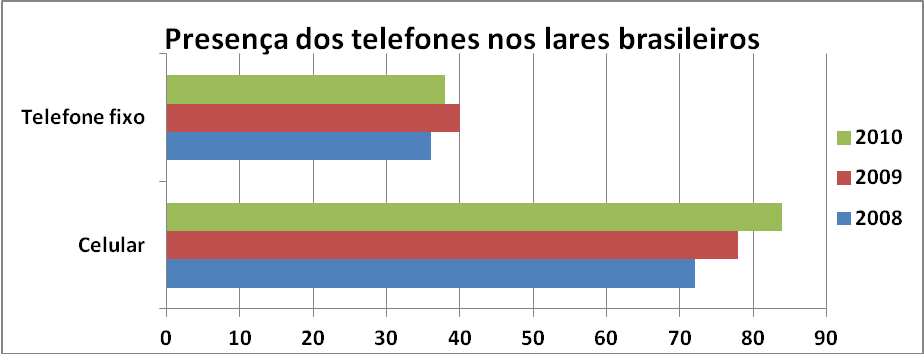 Presença dos telefones nos lares brasileiros
Telefone fixo
Celular
2010
2009
2008
0 10 20 30 40 50 60 70 80 90